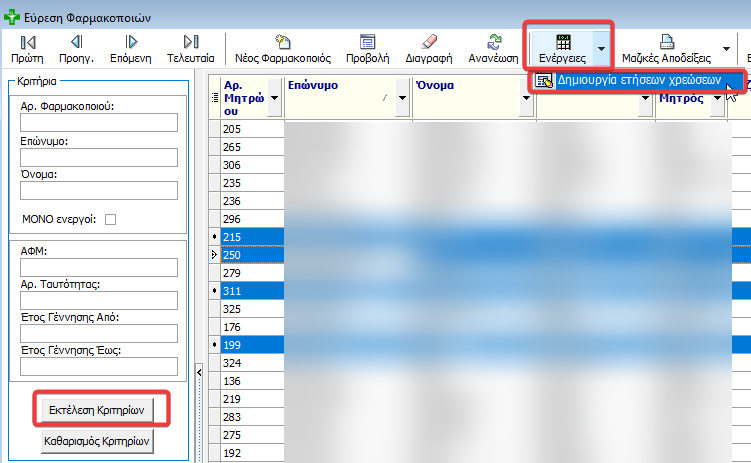 Εύρεση Φαρμακοποιών
Πρώτη Προηγ. Επόμενη Τελευταία Νέος Φαρμακοποιός Προβολή Διαγραφή Ανανέωση Ενέργειες Μαζικές Αποδείξεις
Δημιουργία ετήσεων χρεώσεων
Κριτήρια
Αρ. Φαρμακοποιού:
Επώνυμο:
Όνομα:
ΜΟΝΟ ενεργοί:
ΑΦΜ:
Αρ. Ταυτότητας:
Έτος Γέννησης Από:
Έτος Γέννησης Έως:
Εκτέλεση Κριτηρίων
Καθαρισμός Κριτηρίων
Αρ.
Μητρώ
ου
Επώνυμο
Όνομα
Μητρός
205
265
306
235
236
296
215
250
279
311
325
176
199
324
136
219
283
275
192